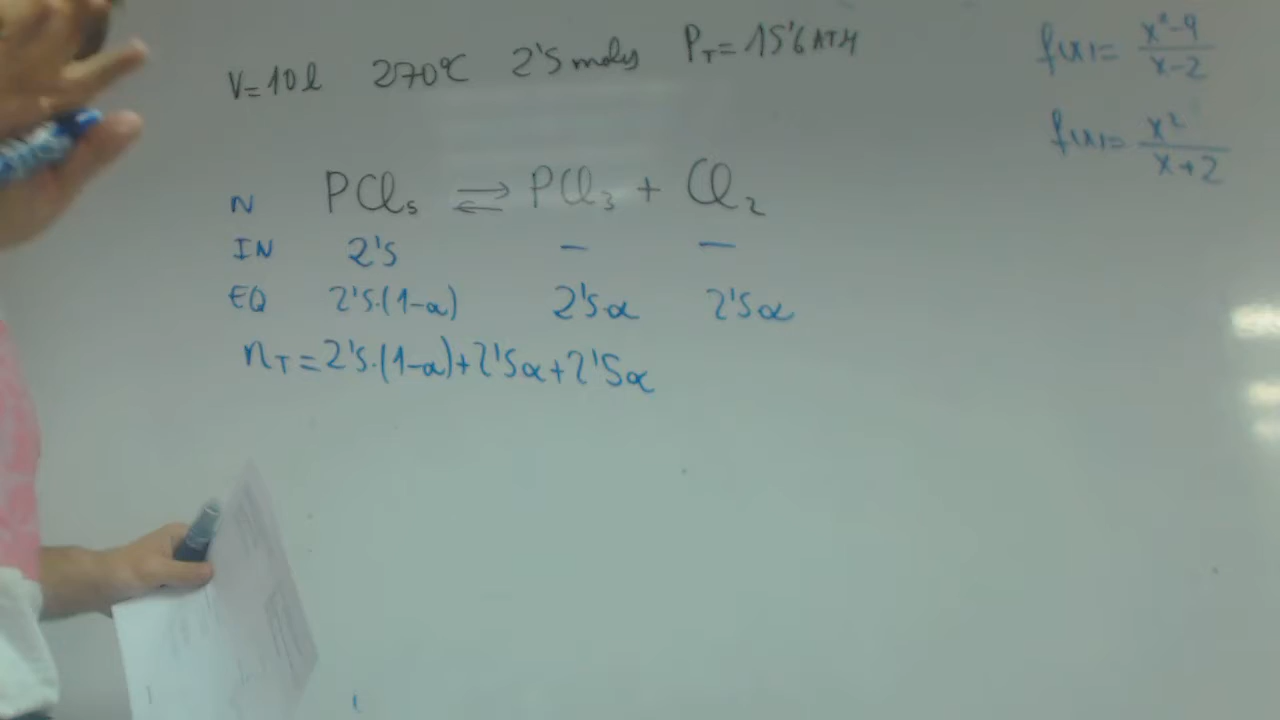 V=10l 270ºC 2'5 moles P_T=15'6 ATM
f(x)= x²-9 / x-2
f(x)= x² / x+2
N PCl₅ ⇌ PCl₃ + Cl₂
IN 2'5 — —
EQ 2'5·(1-α) 2'5α 2'5α
n_T=2'5·(1-α)+2'5α+2'5α